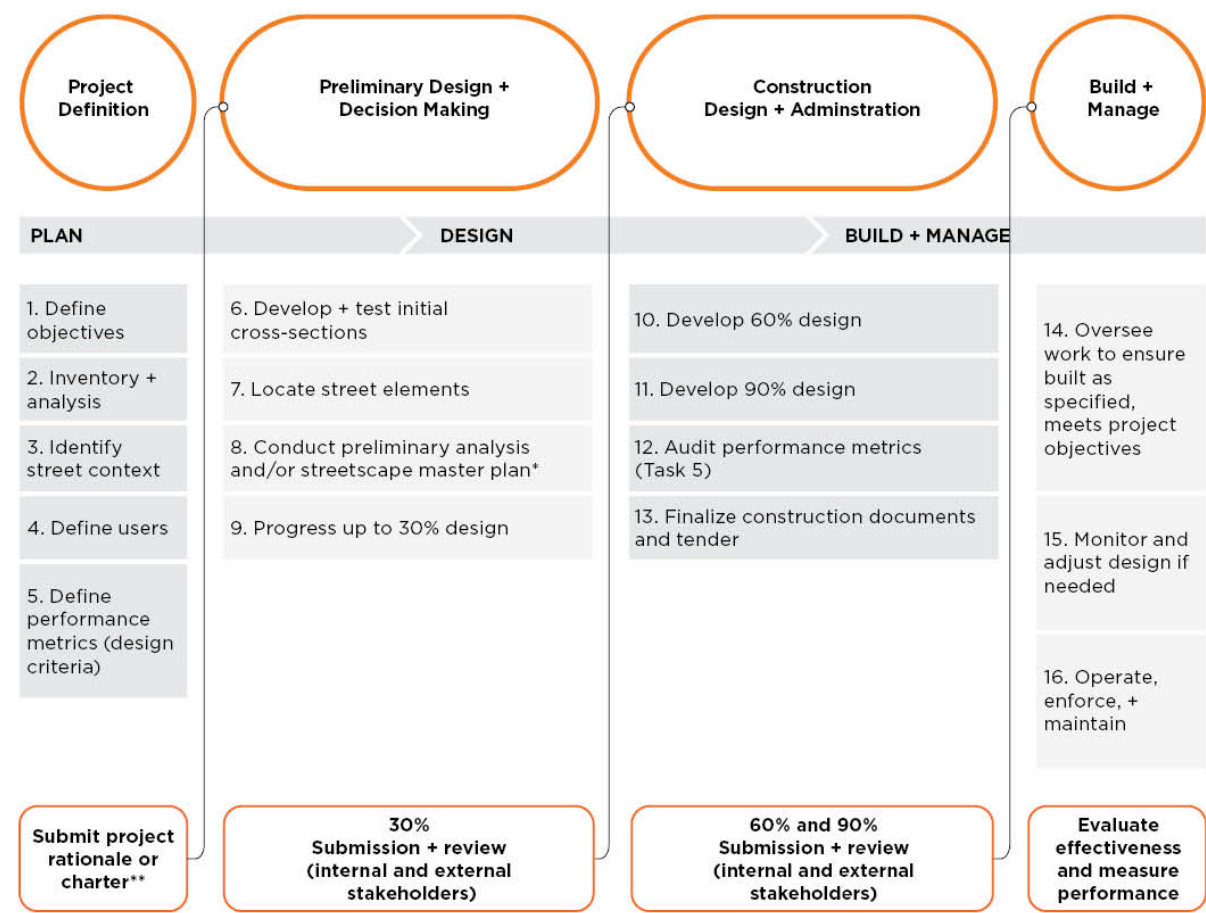 Project
Definition
Preliminary Design +
Decision Making
Construction
Design + Adminstration
Build +
Manage
PLAN
DESIGN
BUILD + MANAGE
1. Define
objectives
2. Inventory +
analysis
3. Identify
street context
4. Define users
5. Define
performance
metrics (design
criteria)
6. Develop + test initial
cross-sections
7. Locate street elements
8. Conduct preliminary analysis
and/or streetscape master plan*
9. Progress up to 30% design
10. Develop 60% design
11. Develop 90% design
12. Audit performance metrics
(Task 5)
13. Finalize construction documents
and tender
14. Oversee
work to ensure
built as
specified,
meets project
objectives
15. Monitor and
adjust design if
needed
16. Operate,
enforce, +
maintain
Submit project
rationale or
charter**
30%
Submission + review
(internal and external
stakeholders)
60% and 90%
Submission + review
(internal and external
stakeholders)
Evaluate
effectiveness
and measure
performance